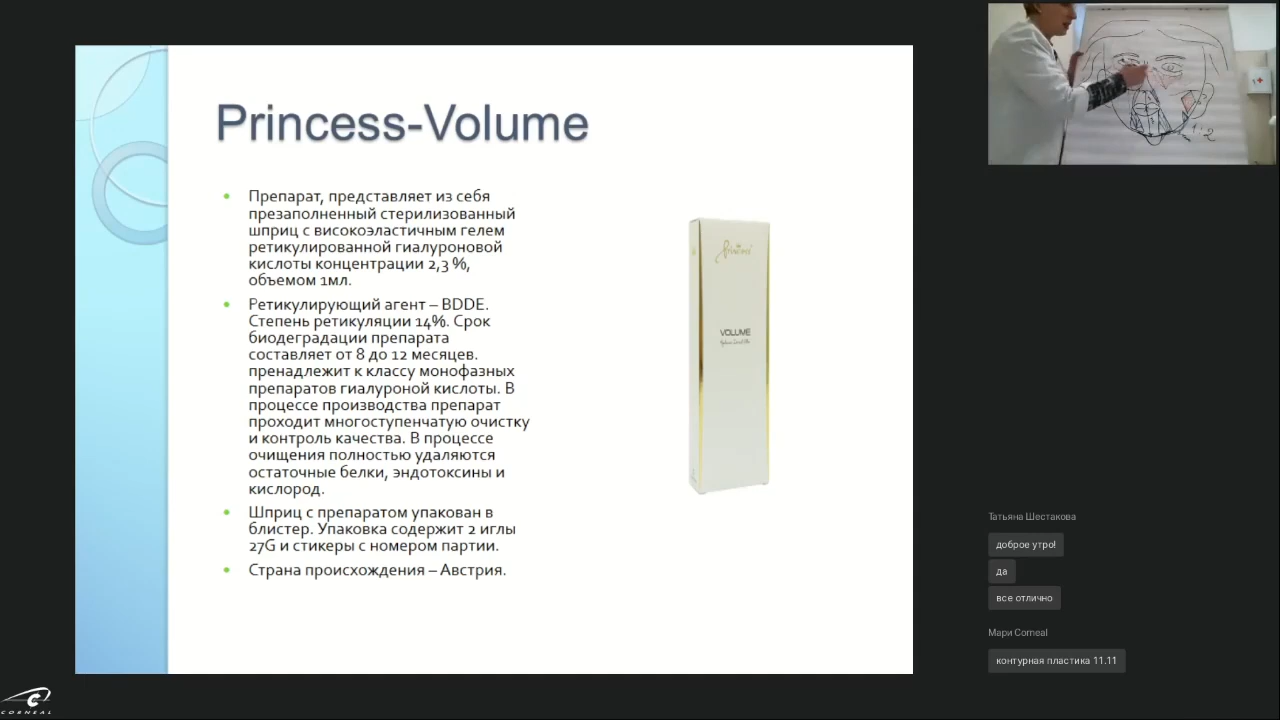 Princess-Volume
Препарат, представляет из себя
презаполненный стерилизованный
шприц с високоэластичным гелем
ретикулированной гиалуроновой
кислоты концентрации 2,3 %,
объемом 1мл.
Ретикулирующий агент – BDDE.
Степень ретикуляции 14%. Срок
биодеградации препарата
составляет от 8 до 12 месяцев.
пренадлежит к классу монофазных
препаратов гиалуроной кислоты. В
процессе производства препарат
проходит многоступенчатую очистку
и контроль качества. В процессе
очищения полностью удаляются
остаточные белки, эндотоксины и
кислород.
Шприц с препаратом упакован в
блистер. Упаковка содержит 2 иглы
27G и стикеры с номером партии.
Страна происхождения – Австрия.
Princess
VOLUME
Татьяна Шестакова
доброе утро!
да
все отлично
Мари Corneal
контурная пластика 11.11
CORNEAL